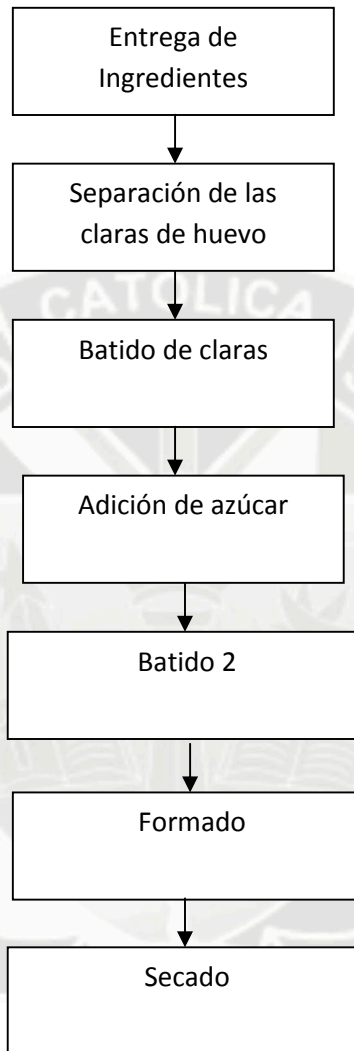 Entrega de
Ingredientes
Separación de las
claras de huevo
CATOLICA
Batido de claras
Adición de azúcar
Batido 2
Formado
Secado